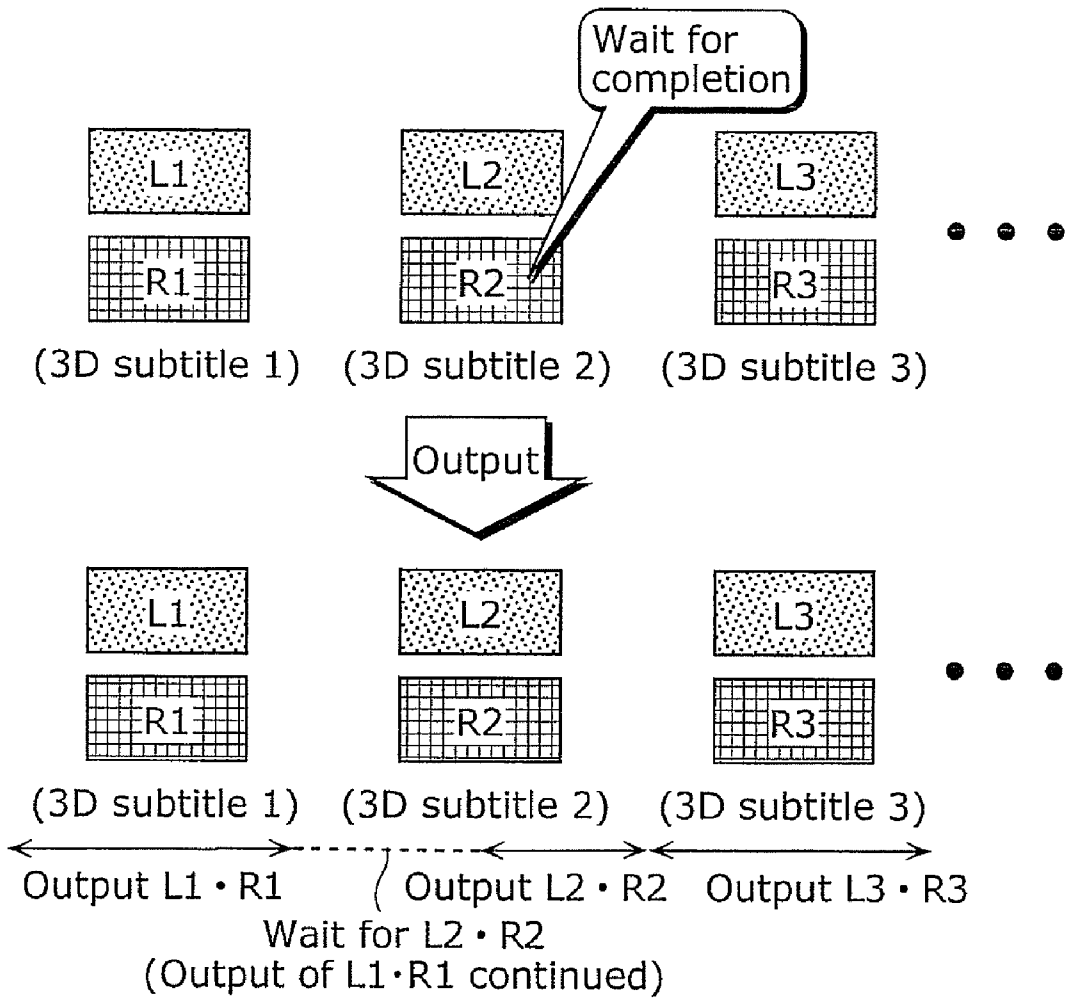 Wait for
completion
L1
L2
L3
R1
R2
R3
(3D subtitle 1)
(3D subtitle 2)
(3D subtitle 3)
Output
L1
L2
L3
R1
R2
R3
(3D subtitle 1)
(3D subtitle 2)
(3D subtitle 3)
Output L1・R1
Output L2・R2
Output L3・R3
Wait for L2・R2
(Output of L1・R1 continued)